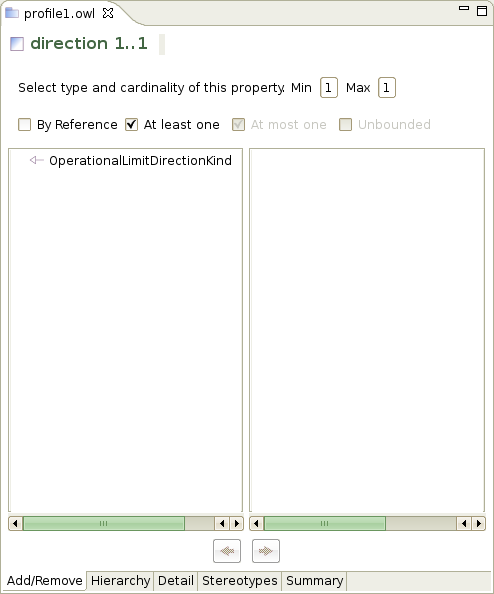 profile1.owl
direction 1..1
Select type and cardinality of this property. Min 1 Max 1
By Reference At least one At most one Unbounded
OperationalLimitDirectionKind
Add/Remove Hierarchy Detail Stereotypes Summary